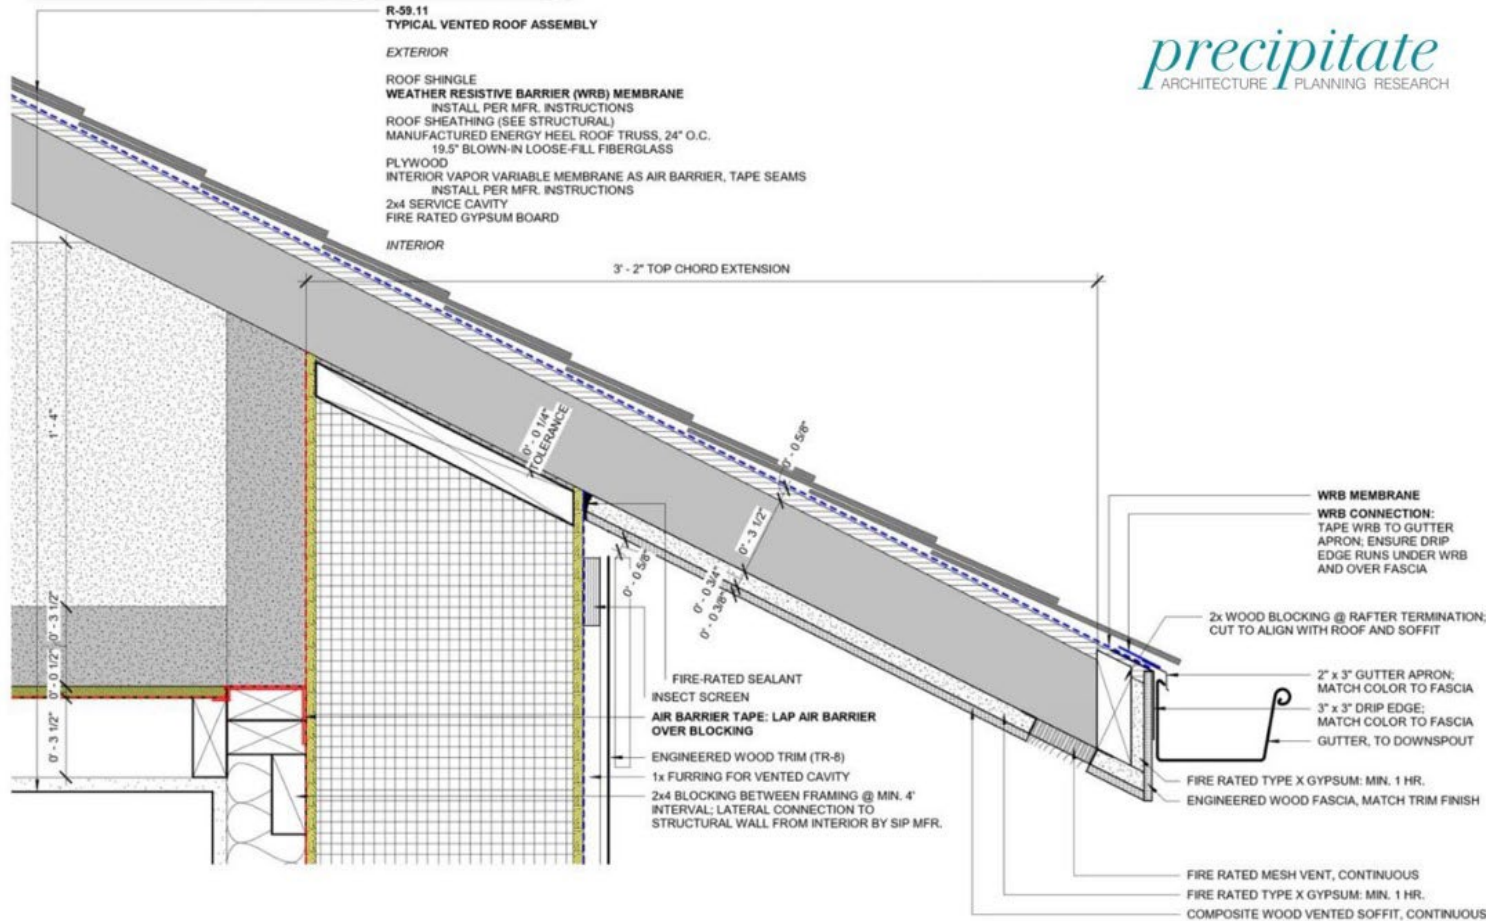 R-59.11
TYPICAL VENTED ROOF ASSEMBLY
EXTERIOR
ROOF SHINGLE
WEATHER RESISTIVE BARRIER (WRB) MEMBRANE
INSTALL PER MFR. INSTRUCTIONS
ROOF SHEATHING (SEE STRUCTURAL)
MANUFACTURED ENERGY HEEL ROOF TRUSS, 24" O.C.
19.5" BLOWN-IN LOOSE-FILL FIBERGLASS
PLYWOOD
INTERIOR VAPOR VARIABLE MEMBRANE AS AIR BARRIER, TAPE SEAMS
INSTALL PER MFR. INSTRUCTIONS
2x4 SERVICE CAVITY
FIRE RATED GYPSUM BOARD
INTERIOR
precipitate
ARCHITECTURE PLANNING RESEARCH
3' - 2" TOP CHORD EXTENSION
1' - 4"
0' - 3 1/2"
0' - 0 1/2"
0' - 3 1/2"
0' - 0 1/4"
TOLERANCE
0' - 0 5/8"
0' - 3 1/2"
0' - 0 5/8"
0' - 0 3/4"
0' - 0 3/8"
WRB MEMBRANE
WRB CONNECTION:
TAPE WRB TO GUTTER
APRON; ENSURE DRIP
EDGE RUNS UNDER WRB
AND OVER FASCIA
2x WOOD BLOCKING @ RAFTER TERMINATION;
CUT TO ALIGN WITH ROOF AND SOFFIT
2" x 3" GUTTER APRON;
MATCH COLOR TO FASCIA
3" x 3" DRIP EDGE;
MATCH COLOR TO FASCIA
GUTTER, TO DOWNSPOUT
FIRE RATED TYPE X GYPSUM: MIN. 1 HR.
ENGINEERED WOOD FASCIA, MATCH TRIM FINISH
FIRE-RATED SEALANT
INSECT SCREEN
AIR BARRIER TAPE: LAP AIR BARRIER
OVER BLOCKING
ENGINEERED WOOD TRIM (TR-8)
1x FURRING FOR VENTED CAVITY
2x4 BLOCKING BETWEEN FRAMING @ MIN. 4'
INTERVAL; LATERAL CONNECTION TO
STRUCTURAL WALL FROM INTERIOR BY SIP MFR.
FIRE RATED MESH VENT, CONTINUOUS
FIRE RATED TYPE X GYPSUM: MIN. 1 HR.
COMPOSITE WOOD VENTED SOFFIT, CONTINUOUS